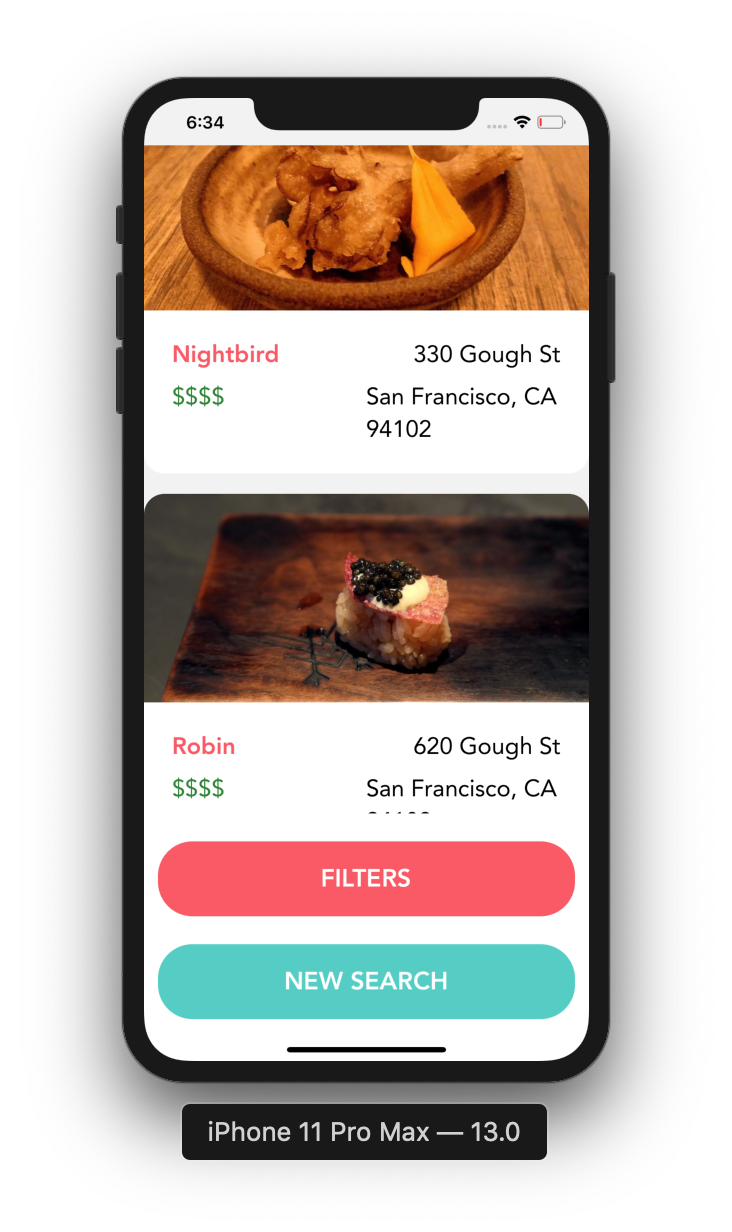 6:34
Nightbird 330 Gough St
$$$$ San Francisco, CA
94102
Robin 620 Gough St
$$$$ San Francisco, CA
FILTERS
NEW SEARCH
iPhone 11 Pro Max — 13.0